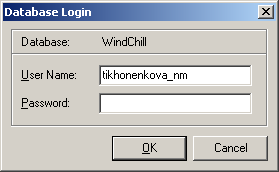 Database Login
Database: WindChill
User Name: tikhonenkova_nm
Password:
OK Cancel